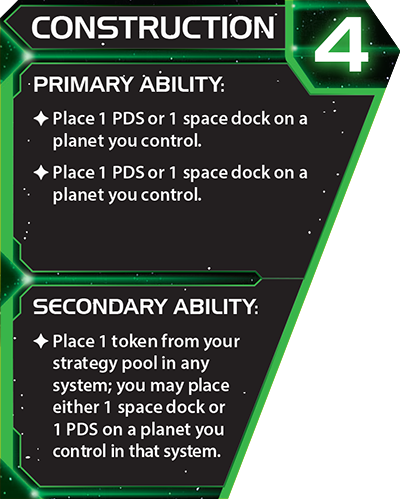 CONSTRUCTION 4
PRIMARY ABILITY:
Place 1 PDS or 1 space dock on a
planet you control.
Place 1 PDS or 1 space dock on a
planet you control.
SECONDARY ABILITY:
Place 1 token from your
strategy pool in any
system; you may place
either 1 space dock or
1 PDS on a planet you
control in that system.